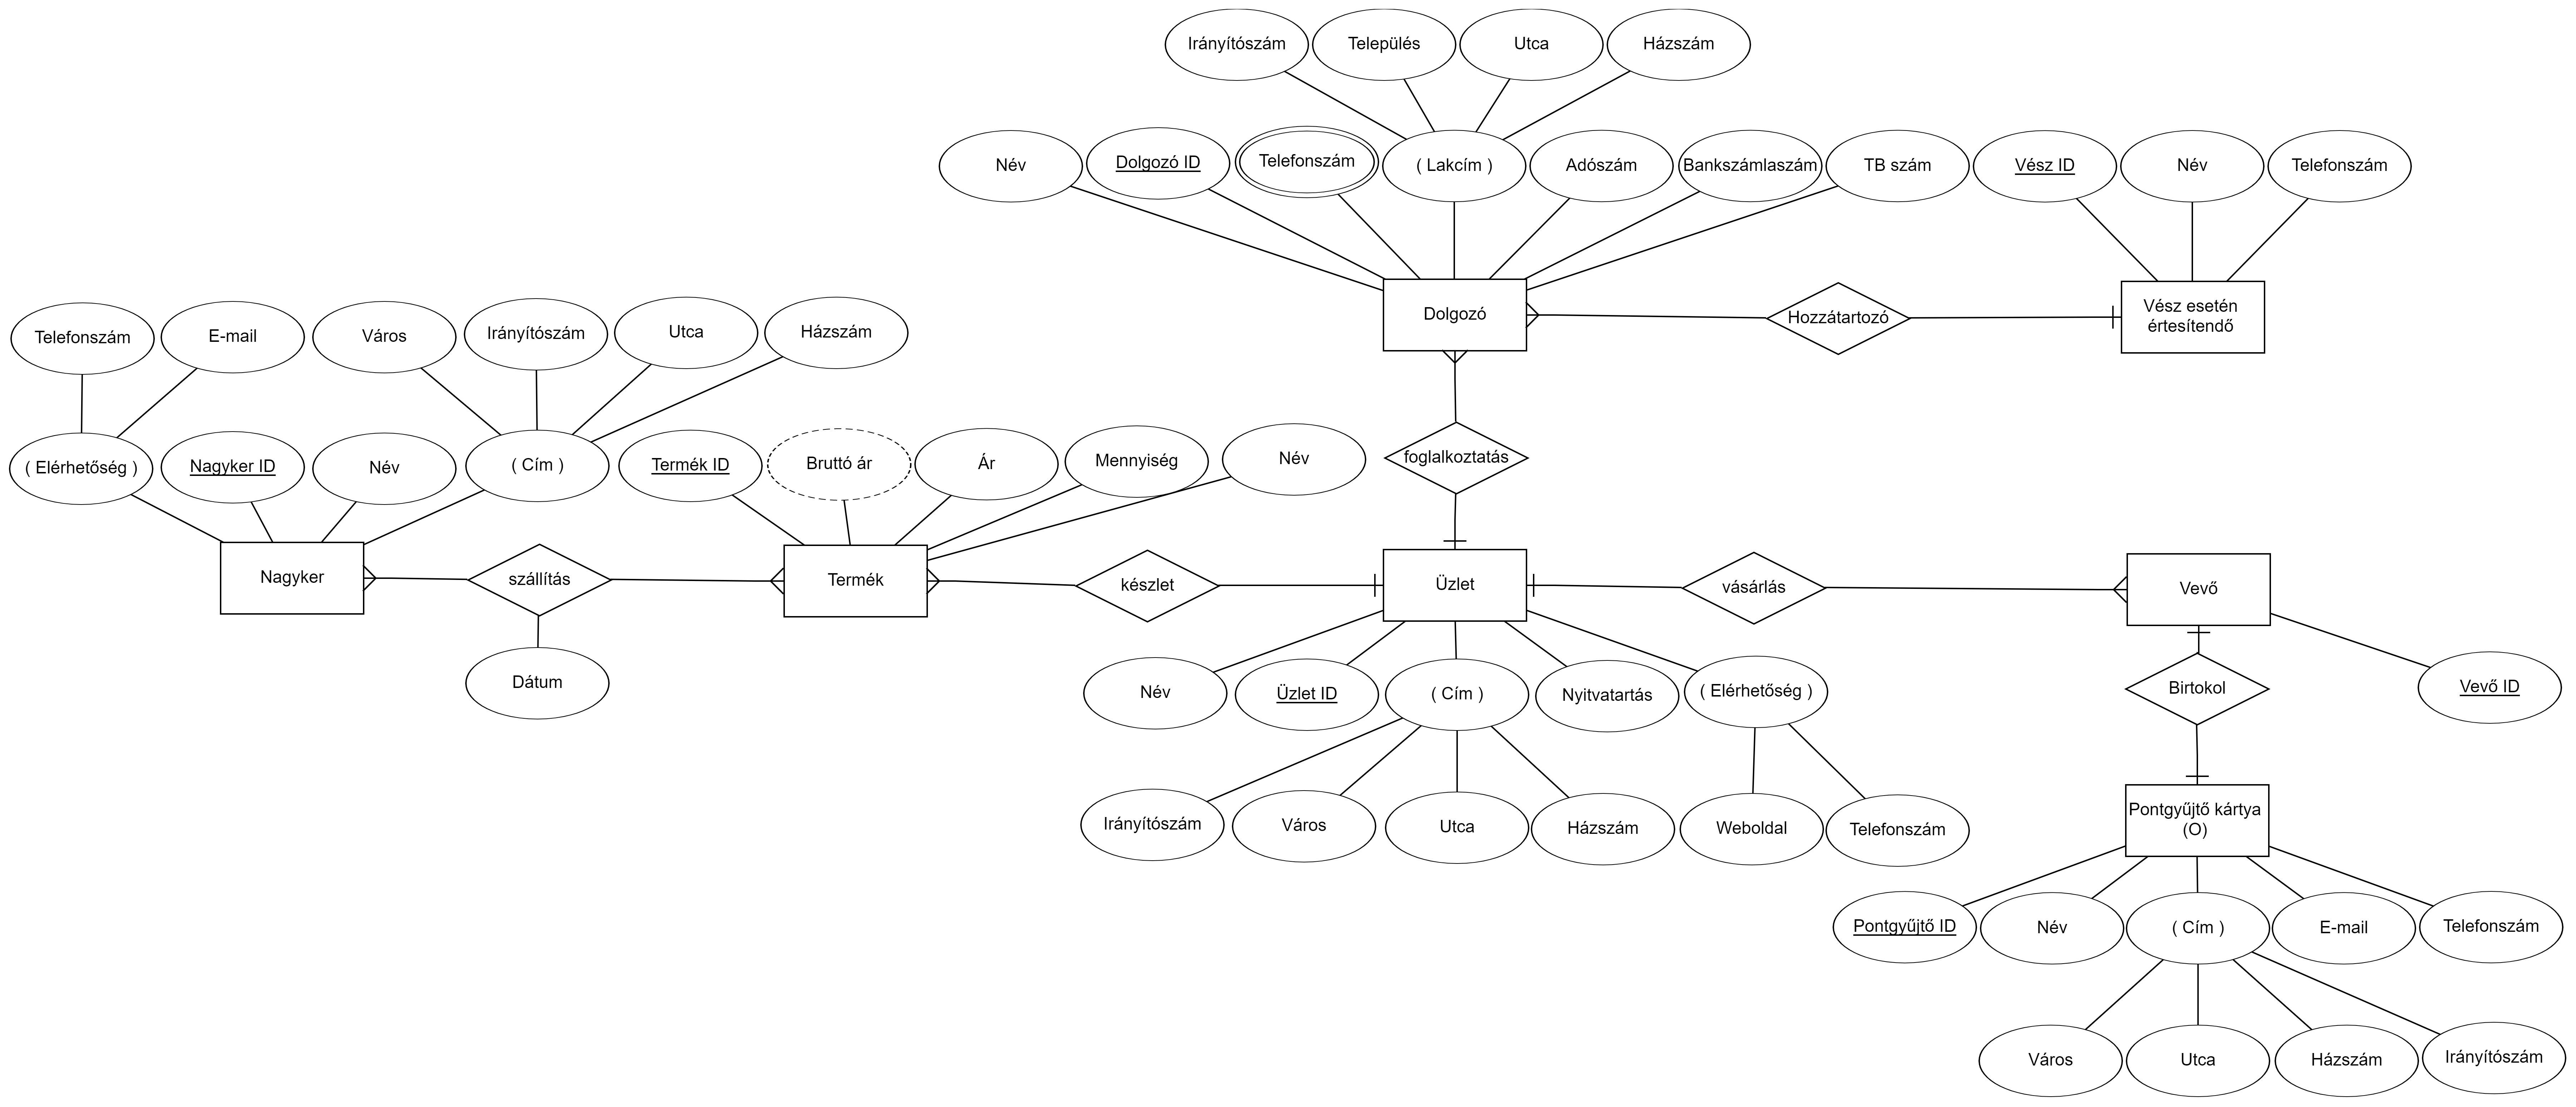 Irányítószám
Település
Utca
Házszám
Név
Dolgozó ID
Telefonszám
( Lakcím )
Adószám
Bankszámlaszám
TB szám
Vész ID
Név
Telefonszám
Dolgozó
Hozzátartozó
Vész esetén
értesítendő
Telefonszám
E-mail
Város
Irányítószám
Utca
Házszám
( Elérhetőség )
Nagyker ID
Név
( Cím )
Termék ID
Bruttó ár
Ár
Mennyiség
Név
foglalkoztatás
Nagyker
szállítás
Termék
készlet
Üzlet
vásárlás
Vevő
Dátum
Név
Üzlet ID
( Cím )
Nyitvatartás
( Elérhetőség )
Birtokol
Vevő ID
Irányítószám
Város
Utca
Házszám
Weboldal
Telefonszám
Pontgyűjtő kártya
(O)
Pontgyűjtő ID
Név
( Cím )
E-mail
Telefonszám
Város
Utca
Házszám
Irányítószám